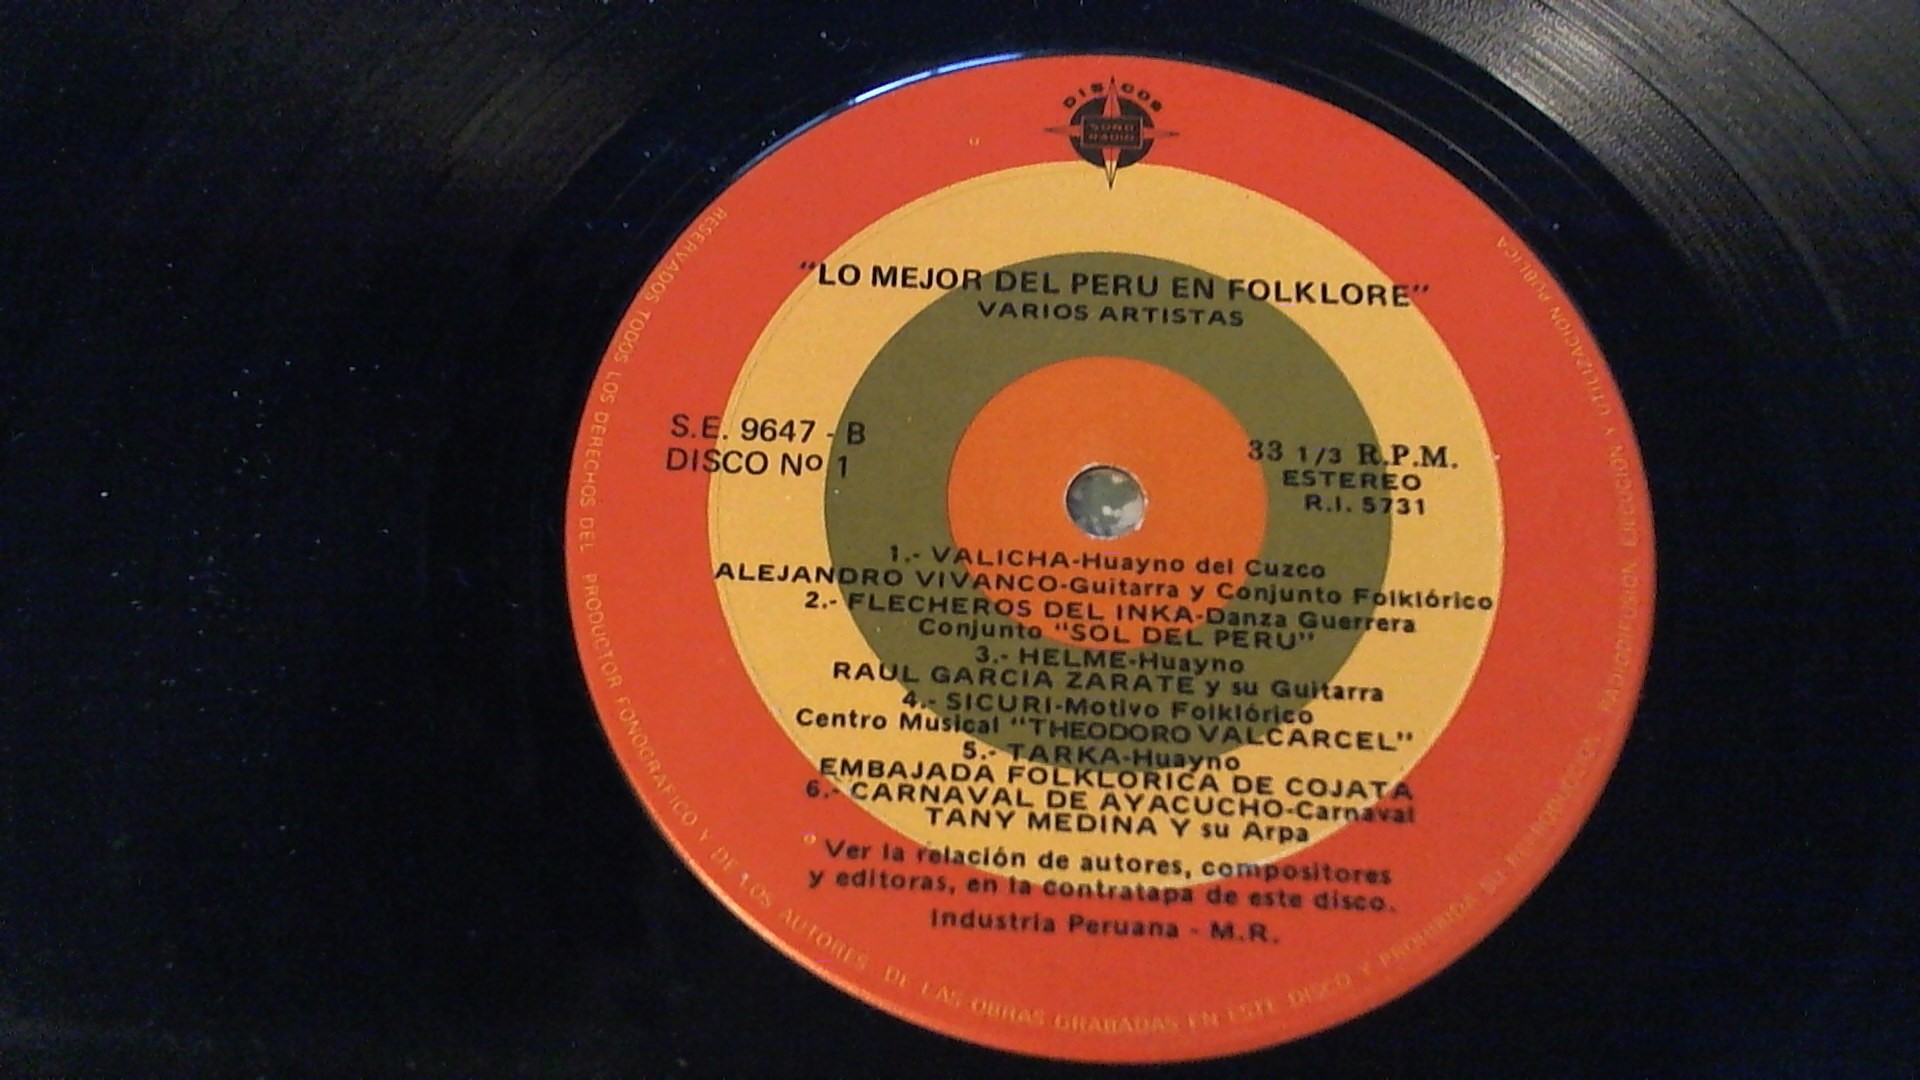 DISCOS
SONO
RADIO
"LO MEJOR DEL PERU EN FOLKLORE"
VARIOS ARTISTAS
S.E. 9647 - B
DISCO Nº 1
33 1/3 R.P.M.
ESTEREO
R.I. 5731
1.- VALICHA-Huayno del Cuzco
ALEJANDRO VIVANCO-Guitarra y Conjunto Folklórico
2.- FLECHEROS DEL INKA-Danza Guerrera
Conjunto "SOL DEL PERU"
3.- HELME-Huayno
RAUL GARCIA ZARATE y su Guitarra
4.- SICURI-Motivo Folklórico
Centro Musical "THEODORO VALCARCEL"
5.- TARKA-Huayno
EMBAJADA FOLKLORICA DE COJATA
6.- CARNAVAL DE AYACUCHO-Carnaval
TANY MEDINA Y su Arpa
Ver la relación de autores, compositores
y editoras, en la contratapa de este disco.
Industria Peruana - M.R.
RESERVADOS TODOS LOS DERECHOS DEL PRODUCTOR FONOGRAFICO Y DE LOS AUTORES DE LAS OBRAS GRABADAS EN ESTE DISCO Y PROHIBIDA SU REPRODUCCION, RADIODIFUSION, EJECUCION Y UTILIZACION PUBLICA